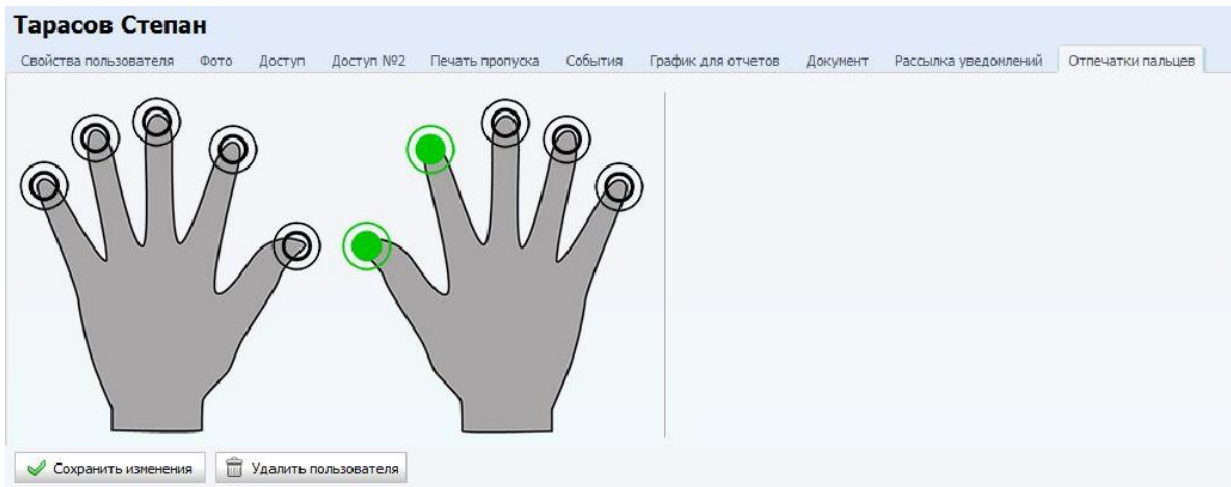 Тарасов Степан
Свойства пользователя Фото Доступ Доступ №2 Печать пропуска События График для отчетов Документ Рассылка уведомлений Отпечатки пальцев
Сохранить изменения Удалить пользователя